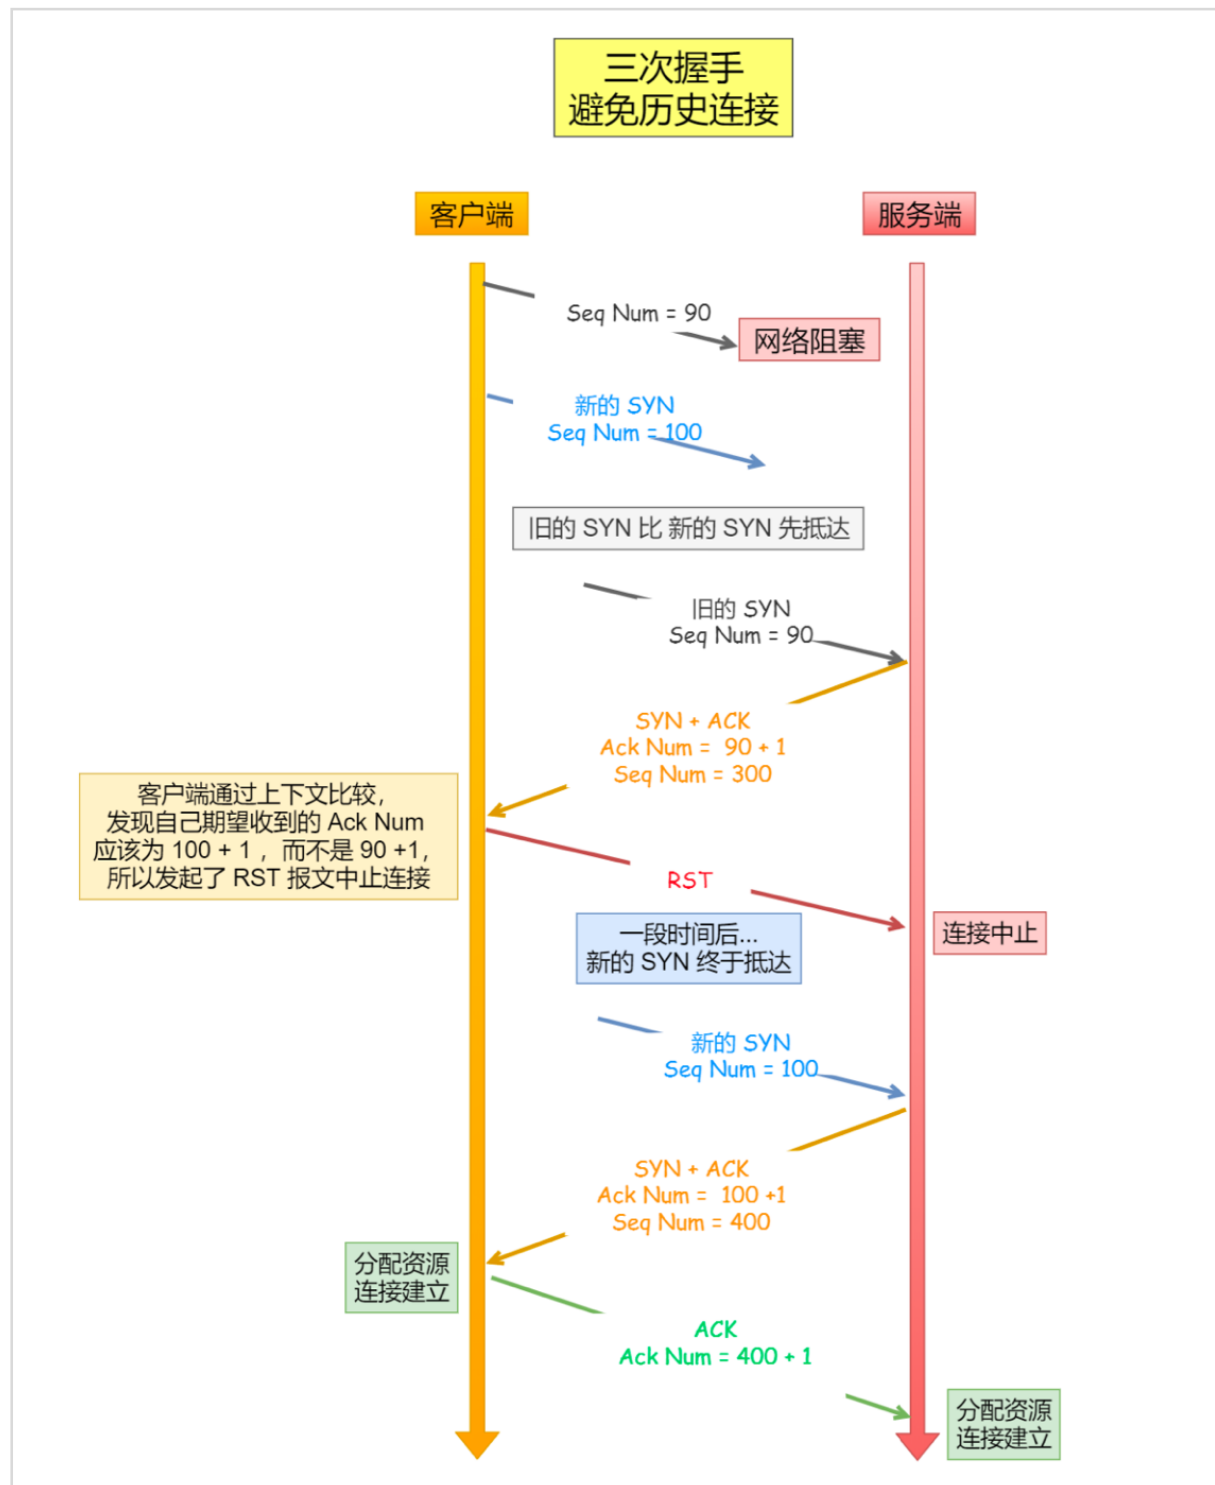 三次握手
避免历史连接
客户端
服务端
Seq Num = 90
网络阻塞
新的 SYN
Seq Num = 100
旧的 SYN 比 新的 SYN 先抵达
旧的 SYN
Seq Num = 90
SYN + ACK
Ack Num = 90 + 1
Seq Num = 300
客户端通过上下文比较，
发现自己期望收到的 Ack Num
应该为 100 + 1 ，而不是 90 +1，
所以发起了 RST 报文中止连接
RST
连接中止
一段时间后...
新的 SYN 终于抵达
新的 SYN
Seq Num = 100
SYN + ACK
Ack Num = 100 +1
Seq Num = 400
分配资源
连接建立
ACK
Ack Num = 400 + 1
分配资源
连接建立